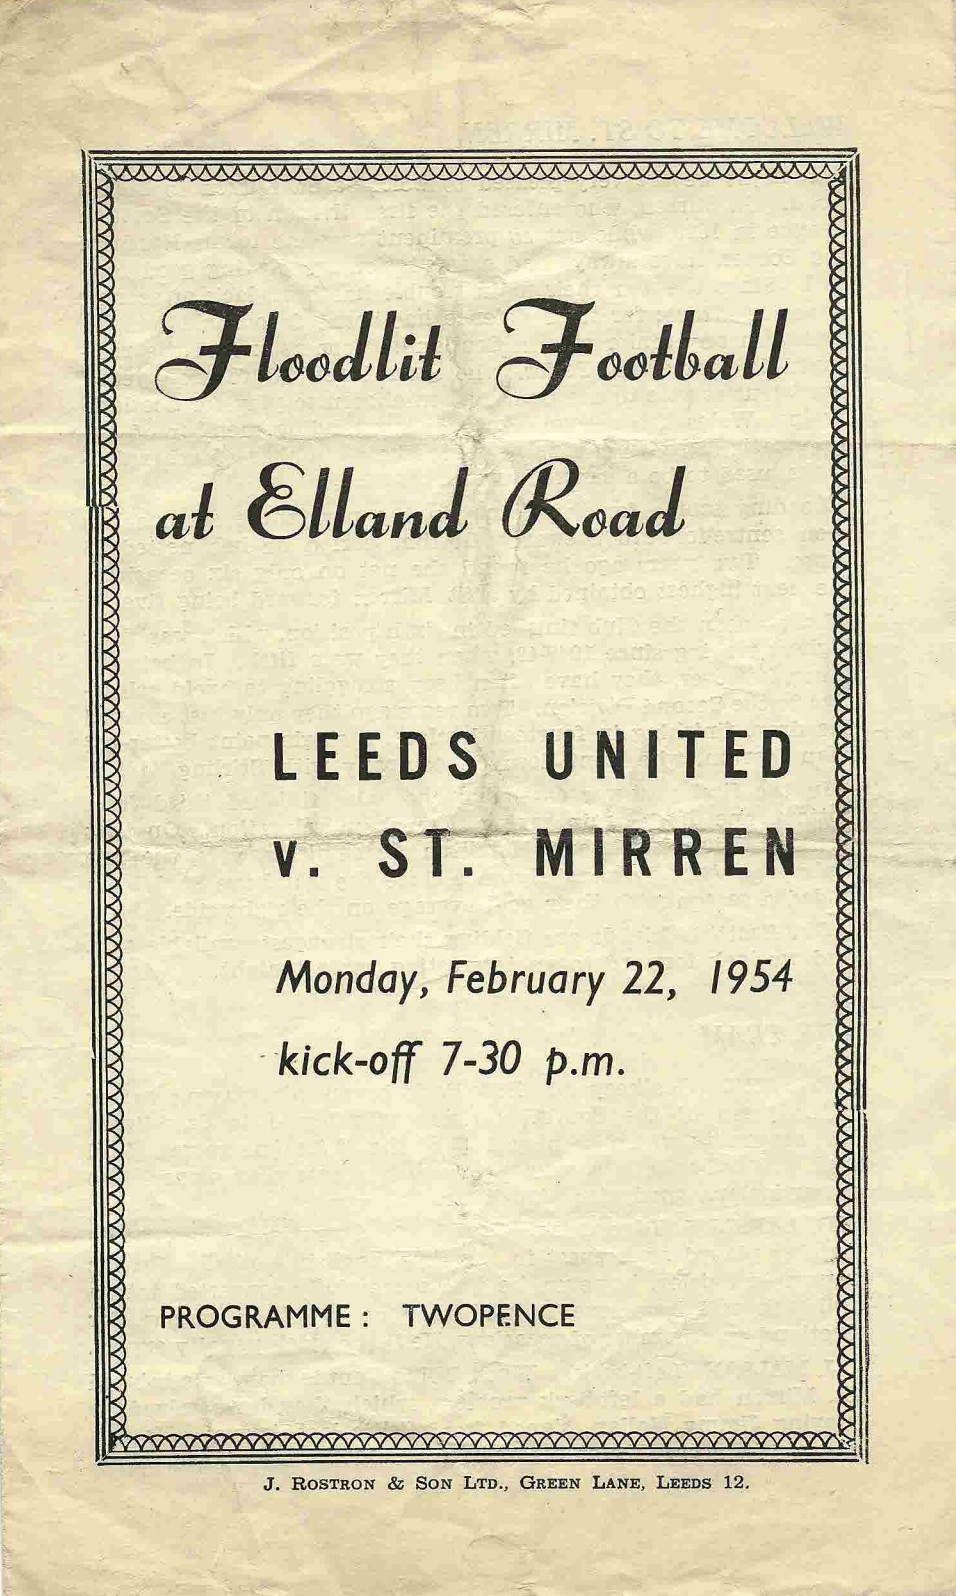 Floodlit Football
at Elland Road
LEEDS UNITED
v. ST. MIRREN
Monday, February 22, 1954
kick-off 7-30 p.m.
PROGRAMME: TWOPENCE
J. ROSTRON & SON LTD., GREEN LANE, LEEDS 12.